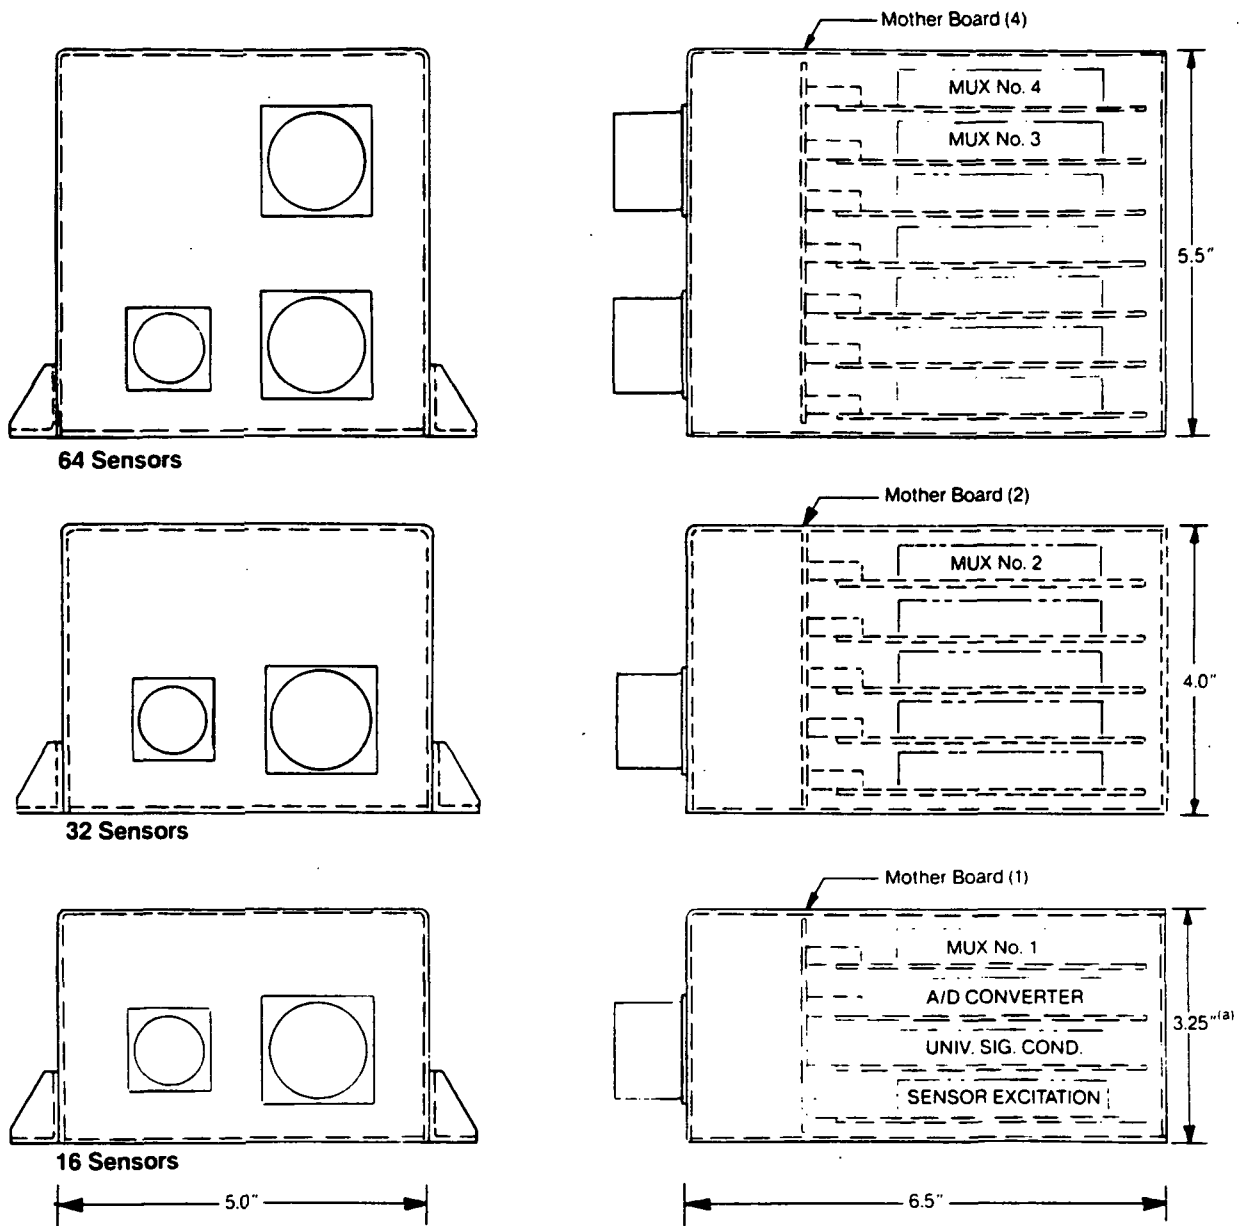 Mother Board (4)
MUX No. 4
MUX No. 3
5.5"
64 Sensors
Mother Board (2)
MUX No. 2
4.0"
32 Sensors
Mother Board (1)
MUX No. 1
A/D CONVERTER
3.25"(a)
UNIV. SIG. COND.
SENSOR EXCITATION
16 Sensors
5.0"
6.5"